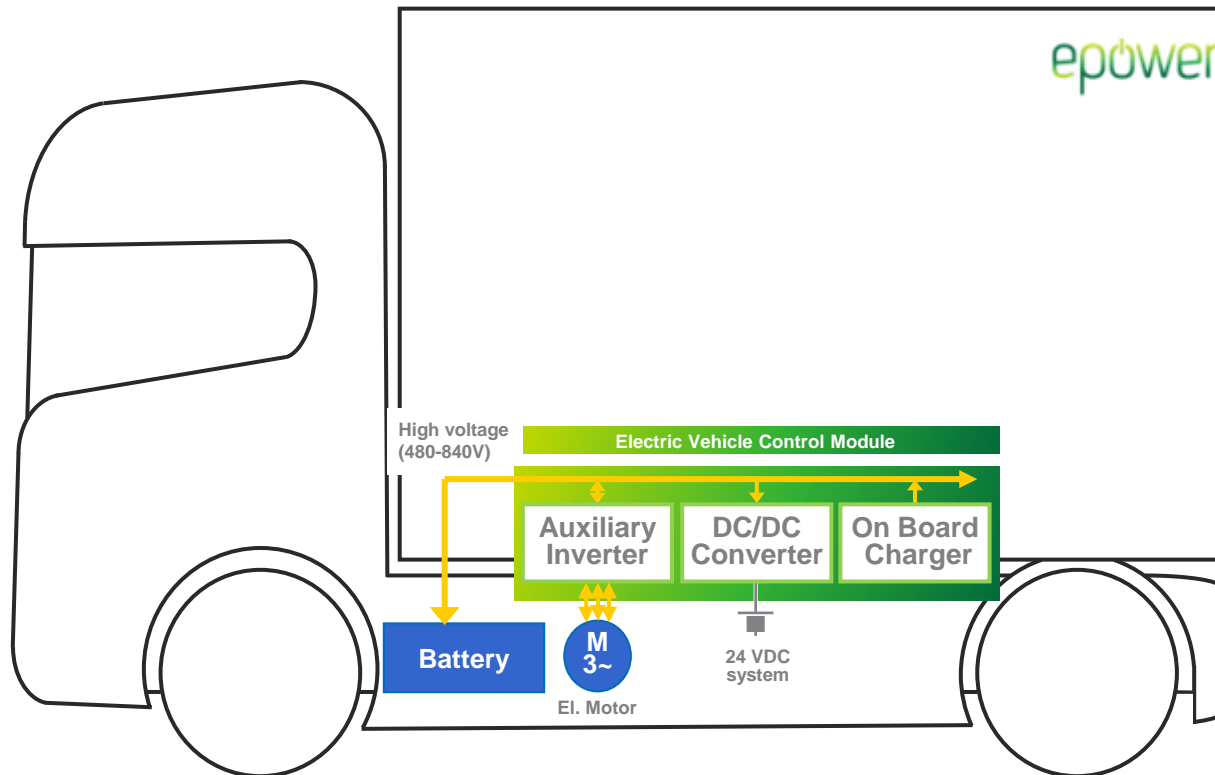 epower
High voltage
(480-840V)
Electric Vehicle Control Module
Auxiliary
Inverter
DC/DC
Converter
On Board
Charger
Battery
M
3~
El. Motor
24 VDC
system